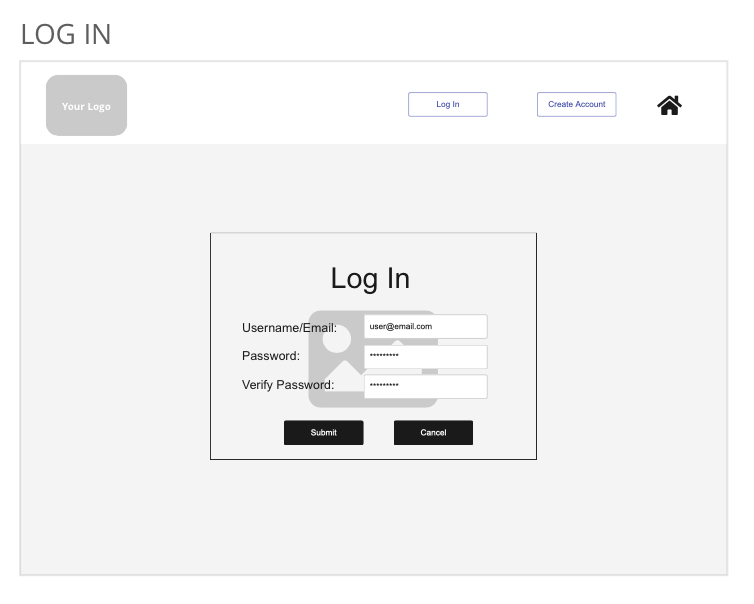 LOG IN
Your Logo
Log In
Create Account
Log In
Username/Email:
user@email.com
Password:
*********
Verify Password:
*********
Submit
Cancel